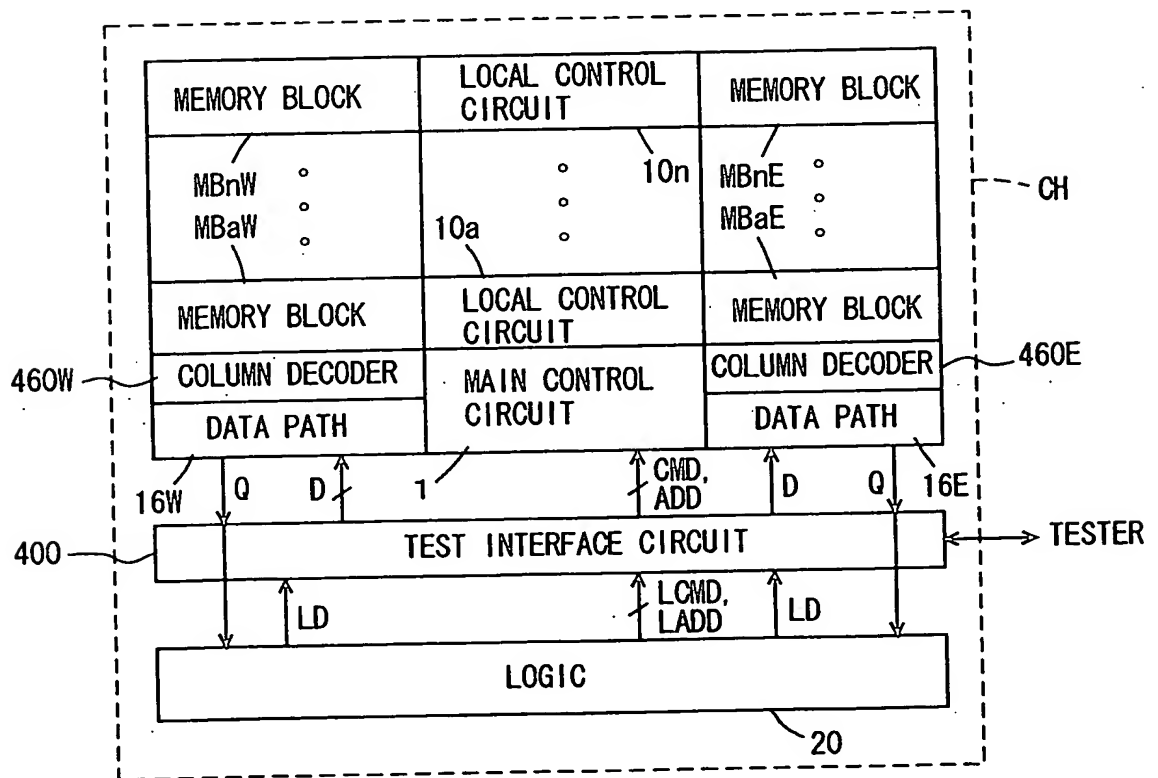 MEMORY BLOCK
LOCAL CONTROL
CIRCUIT
MEMORY BLOCK
MBnW
10n
MBnE
CH
MBaW
10a
MBaE
MEMORY BLOCK
LOCAL CONTROL
CIRCUIT
MEMORY BLOCK
460W
COLUMN DECODER
MAIN CONTROL
CIRCUIT
COLUMN DECODER
460E
DATA PATH
DATA PATH
16W
Q
D
1
CMD,
ADD
D
Q
16E
400
TEST INTERFACE CIRCUIT
TESTER
LD
LCMD,
LADD
LD
LOGIC
20